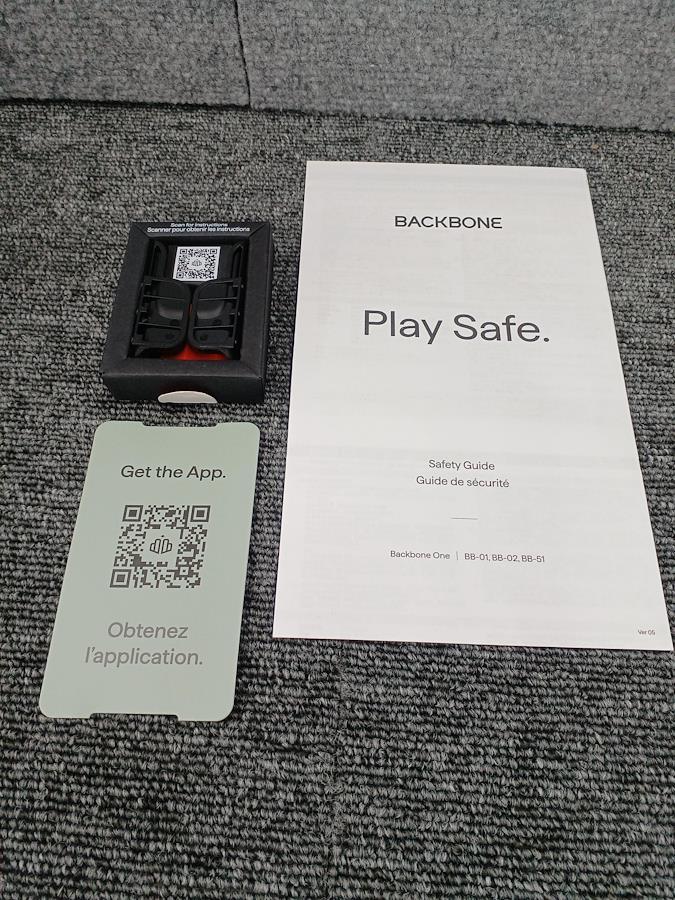 Scan for instructions
Scanner pour obtenir les instructions
BACKBONE
Play Safe.
Safety Guide
Guide de sécurité
Backbone One | BB-01, BB-02, BB-51
Ver 05
Get the App.
Obtenez
l'application.